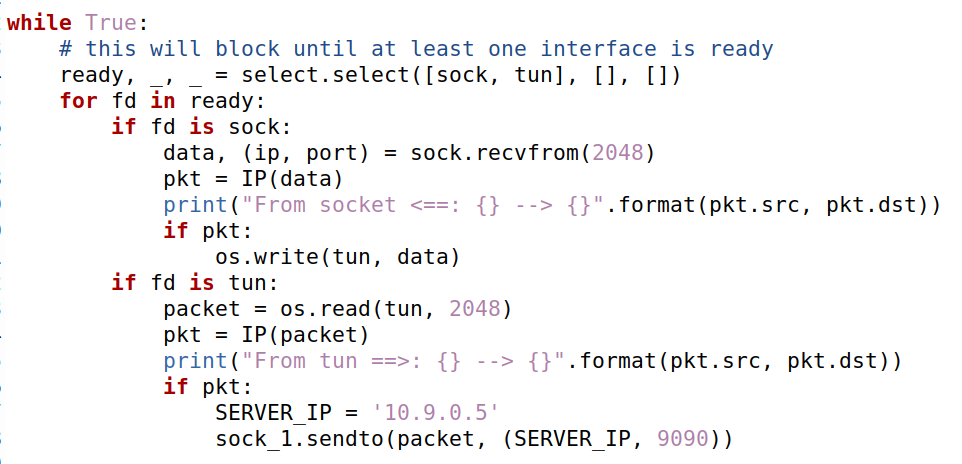 while True:
    # this will block until at least one interface is ready
    ready, _, _ = select.select([sock, tun], [], [])
    for fd in ready:
        if fd is sock:
            data, (ip, port) = sock.recvfrom(2048)
            pkt = IP(data)
            print("From socket <==: {} --> {}".format(pkt.src, pkt.dst))
            if pkt:
                os.write(tun, data)
        if fd is tun:
            packet = os.read(tun, 2048)
            pkt = IP(packet)
            print("From tun ==>: {} --> {}".format(pkt.src, pkt.dst))
            if pkt:
                SERVER_IP = '10.9.0.5'
                sock_1.sendto(packet, (SERVER_IP, 9090))